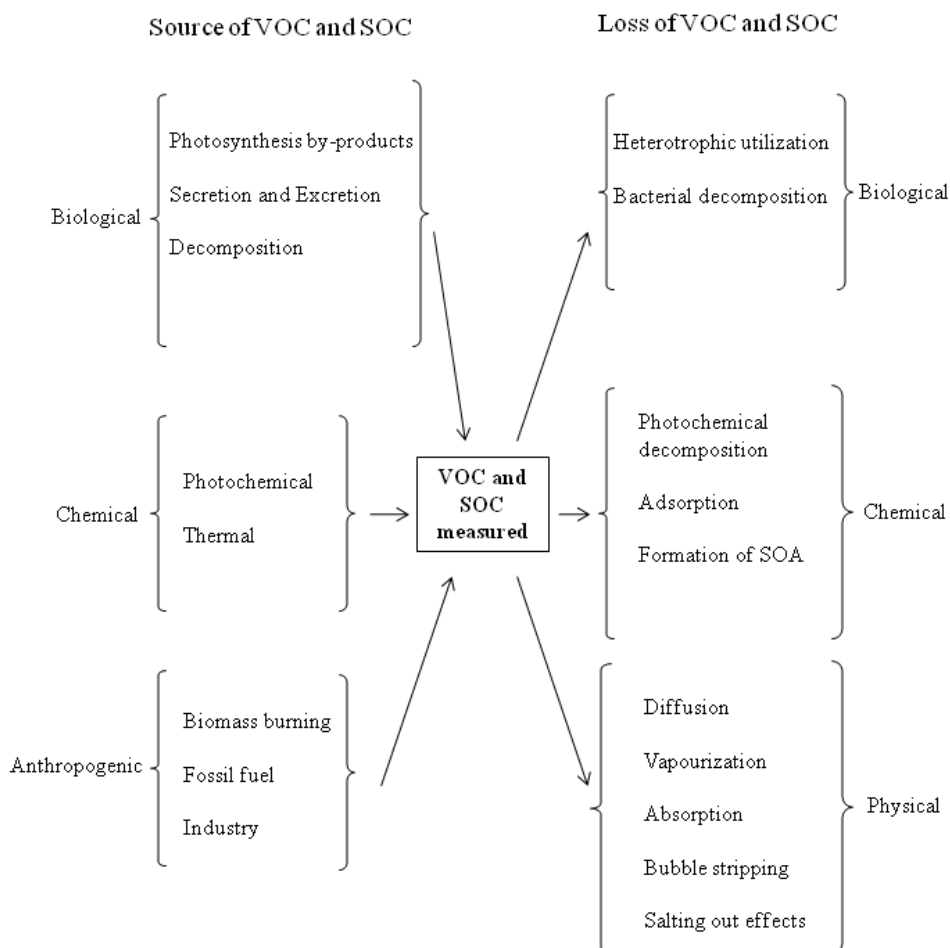 Source of VOC and SOC
Biological
Photosynthesis by-products
Secretion and Excretion
Decomposition
Chemical
Photochemical
Thermal
Anthropogenic
Biomass burning
Fossil fuel
Industry
VOC and
SOC
measured
Loss of VOC and SOC
Heterotrophic utilization
Bacterial decomposition
Biological
Photochemical
decomposition
Adsorption
Formation of SOA
Chemical
Diffusion
Vapourization
Absorption
Bubble stripping
Salting out effects
Physical